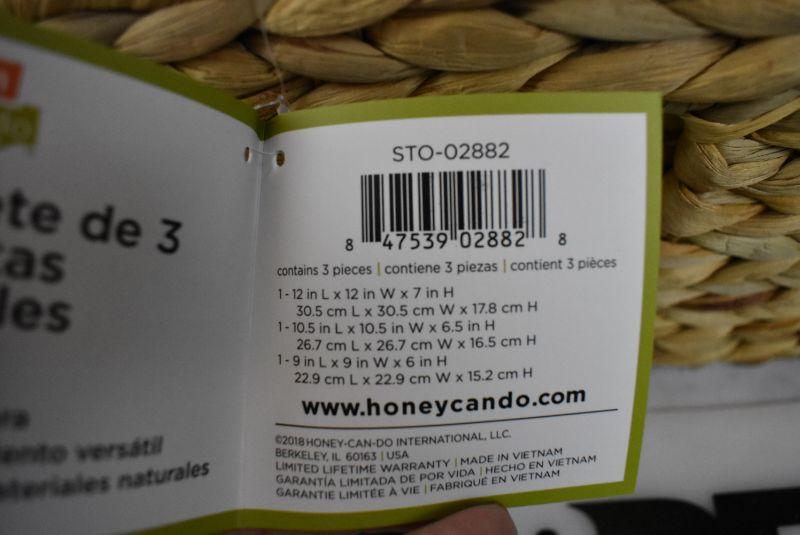 ete de 3
tas
les
ra
ento versátil
ateriales naturales
STO-02882
8 47539 02882 8
contains 3 pieces | contiene 3 piezas | contient 3 pièces
1 - 12 in L x 12 in W x 7 in H
30.5 cm L x 30.5 cm W x 17.8 cm H
1 - 10.5 in L x 10.5 in W x 6.5 in H
26.7 cm L x 26.7 cm W x 16.5 cm H
1 - 9 in L x 9 in W x 6 in H
22.9 cm L x 22.9 cm W x 15.2 cm H
www.honeycando.com
©2018 HONEY-CAN-DO INTERNATIONAL, LLC.
BERKELEY, IL 60163 | USA
LIMITED LIFETIME WARRANTY | MADE IN VIETNAM
GARANTÍA LIMITADA DE POR VIDA | HECHO EN VIETNAM
GARANTIE LIMITÉE À VIE | FABRIQUÉ EN VIETNAM